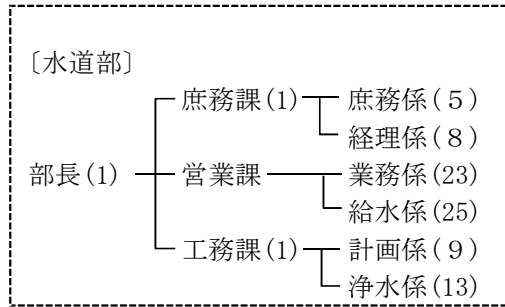 〔水道部〕
庶務課(1) 庶務係(5)
経理係(8)
部長(1) 営業課 業務係(23)
給水係(25)
工務課(1) 計画係(9)
浄水係(13)